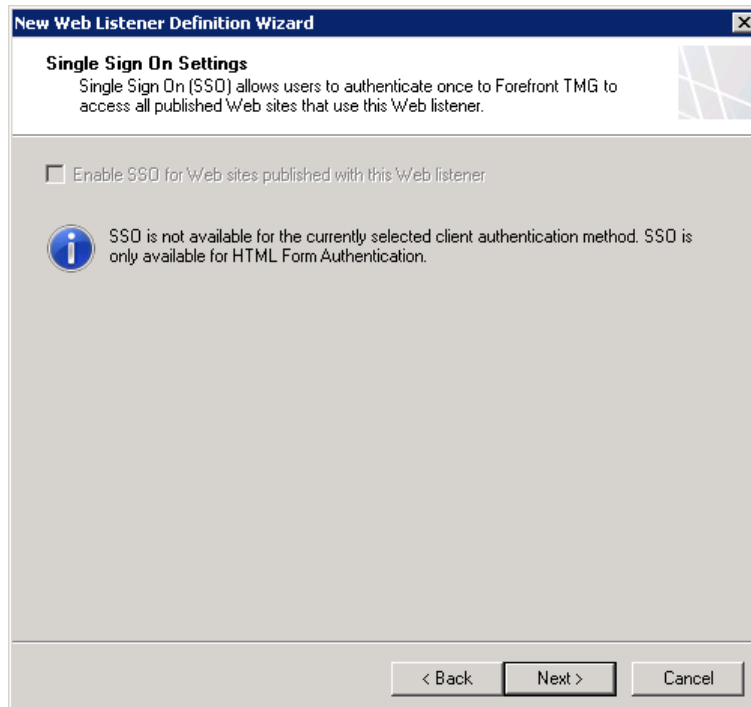 New Web Listener Definition Wizard
Single Sign On Settings
Single Sign On (SSO) allows users to authenticate once to Forefront TMG to
access all published Web sites that use this Web listener.
Enable SSO for Web sites published with this Web listener
SSO is not available for the currently selected client authentication method. SSO is
only available for HTML Form Authentication.
< Back
Next >
Cancel